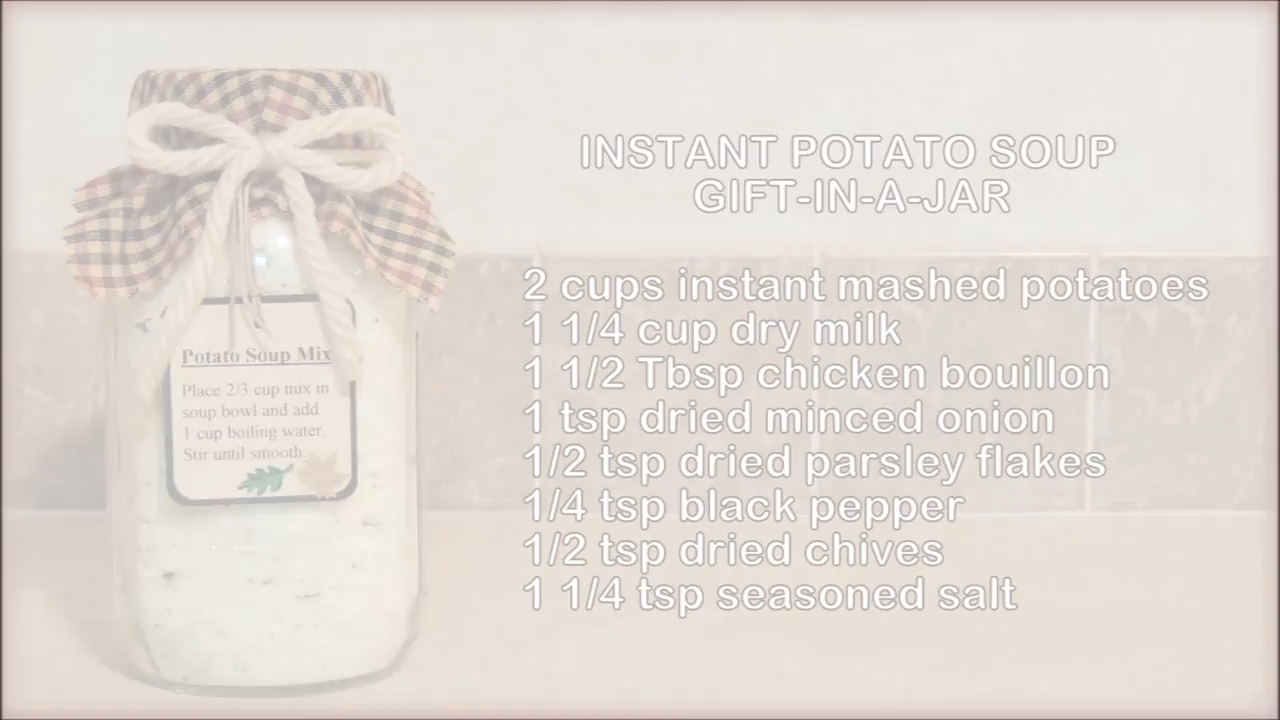 INSTANT POTATO SOUP
GIFT-IN-A-JAR
2 cups instant mashed potatoes
1 1/4 cup dry milk
1 1/2 Tbsp chicken bouillon
1 tsp dried minced onion
1/2 tsp dried parsley flakes
1/4 tsp black pepper
1/2 tsp dried chives
1 1/4 tsp seasoned salt
Potato Soup Mix
Place 2/3 cup mix in
soup bowl and add
1 cup boiling water.
Stir until smooth.